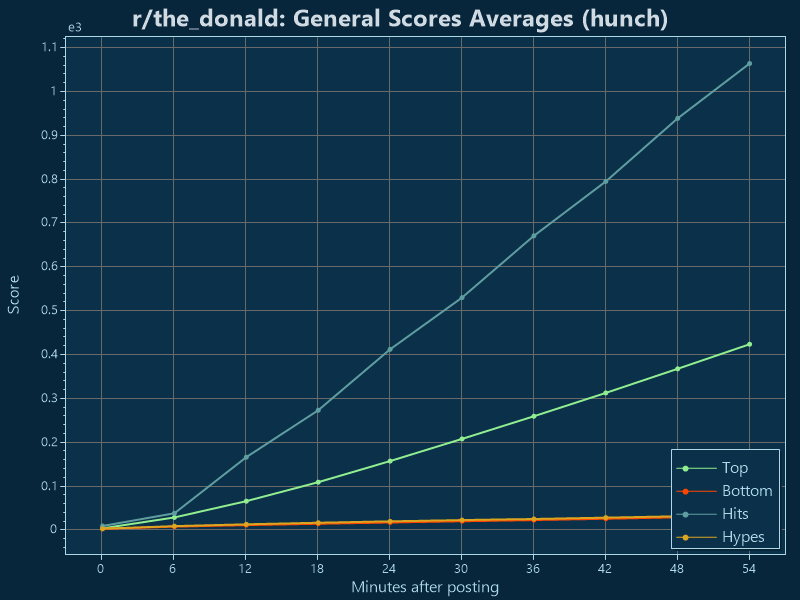 r/the_donald: General Scores Averages (hunch)
e3
1.1
1
0.9
0.8
0.7
0.6
0.5
0.4
0.3
0.2
0.1
0
Score
Top
Bottom
Hits
Hypes
0 6 12 18 24 30 36 42 48 54
Minutes after posting